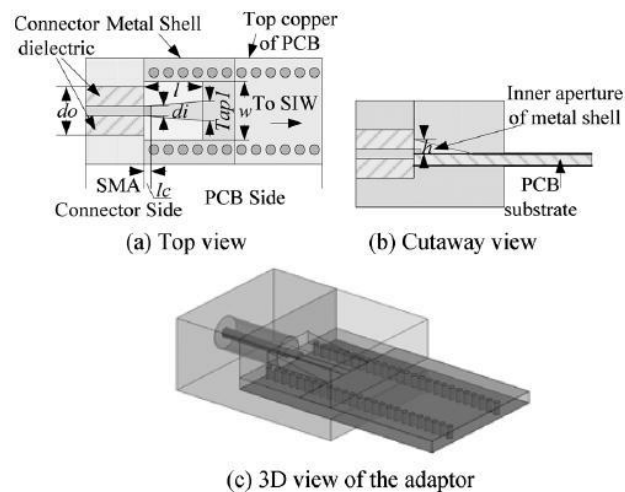 Connector Metal Shell
dielectric
Top copper
of PCB
do
l
di
Tap1
w
To SIW
SMA
Connector Side
lc
PCB Side
(a) Top view
Inner aperture
of metal shell
h
PCB
substrate
(b) Cutaway view
(c) 3D view of the adaptor